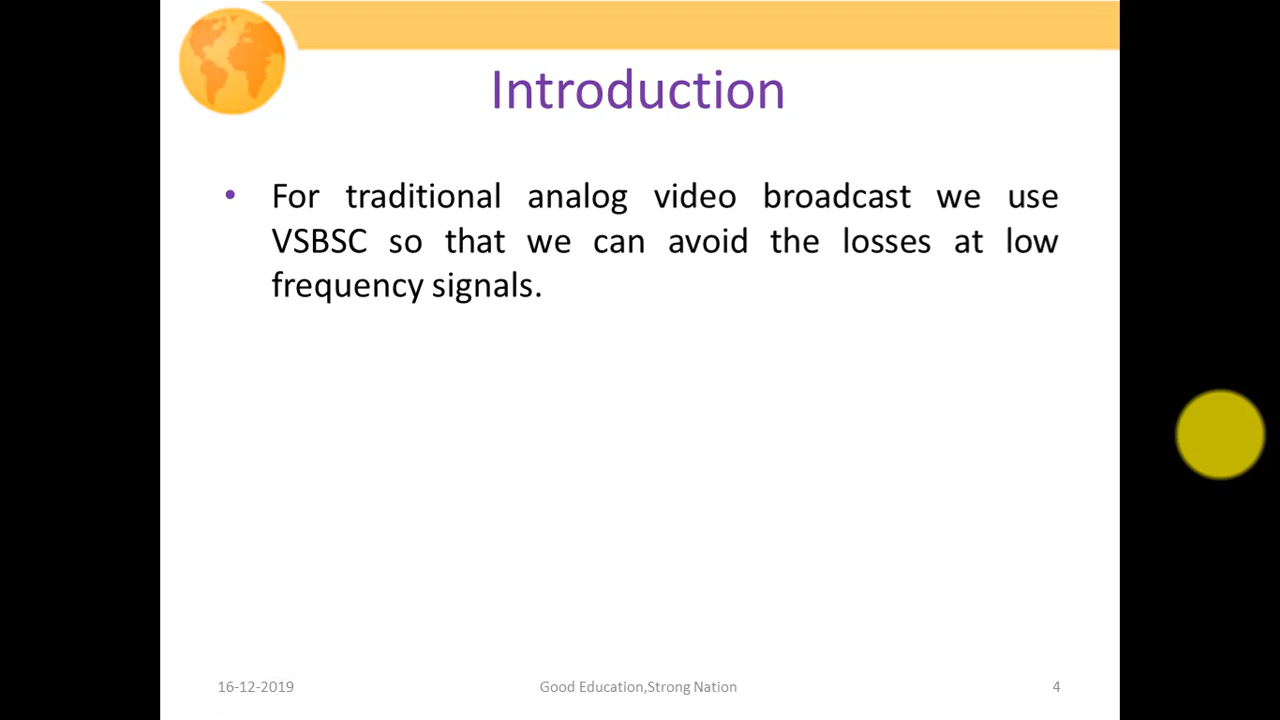 Introduction
• For traditional analog video broadcast we use
VSBSC so that we can avoid the losses at low
frequency signals.
16-12-2019 Good Education,Strong Nation 4